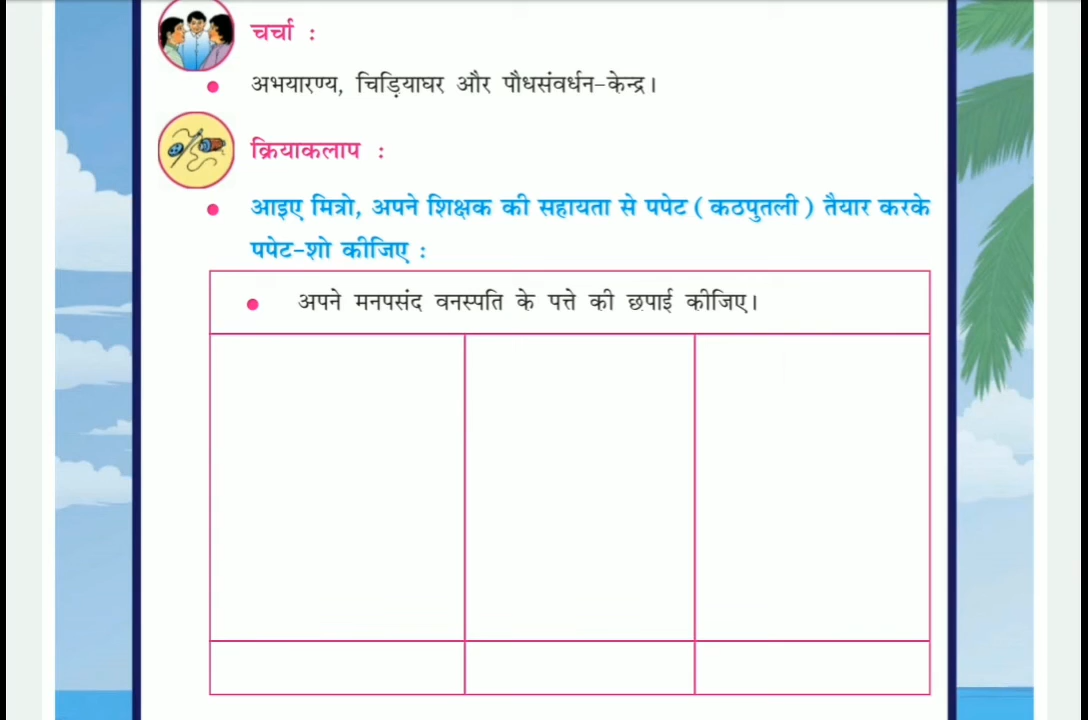 चर्चा :
• अभयारण्य, चिड़ियाघर और पौधसंवर्धन-केन्द्र।
क्रियाकलाप :
• आइए मित्रो, अपने शिक्षक की सहायता से पपेट ( कठपुतली ) तैयार करके
पपेट-शो कीजिए :
• अपने मनपसंद वनस्पति के पत्ते की छपाई कीजिए।